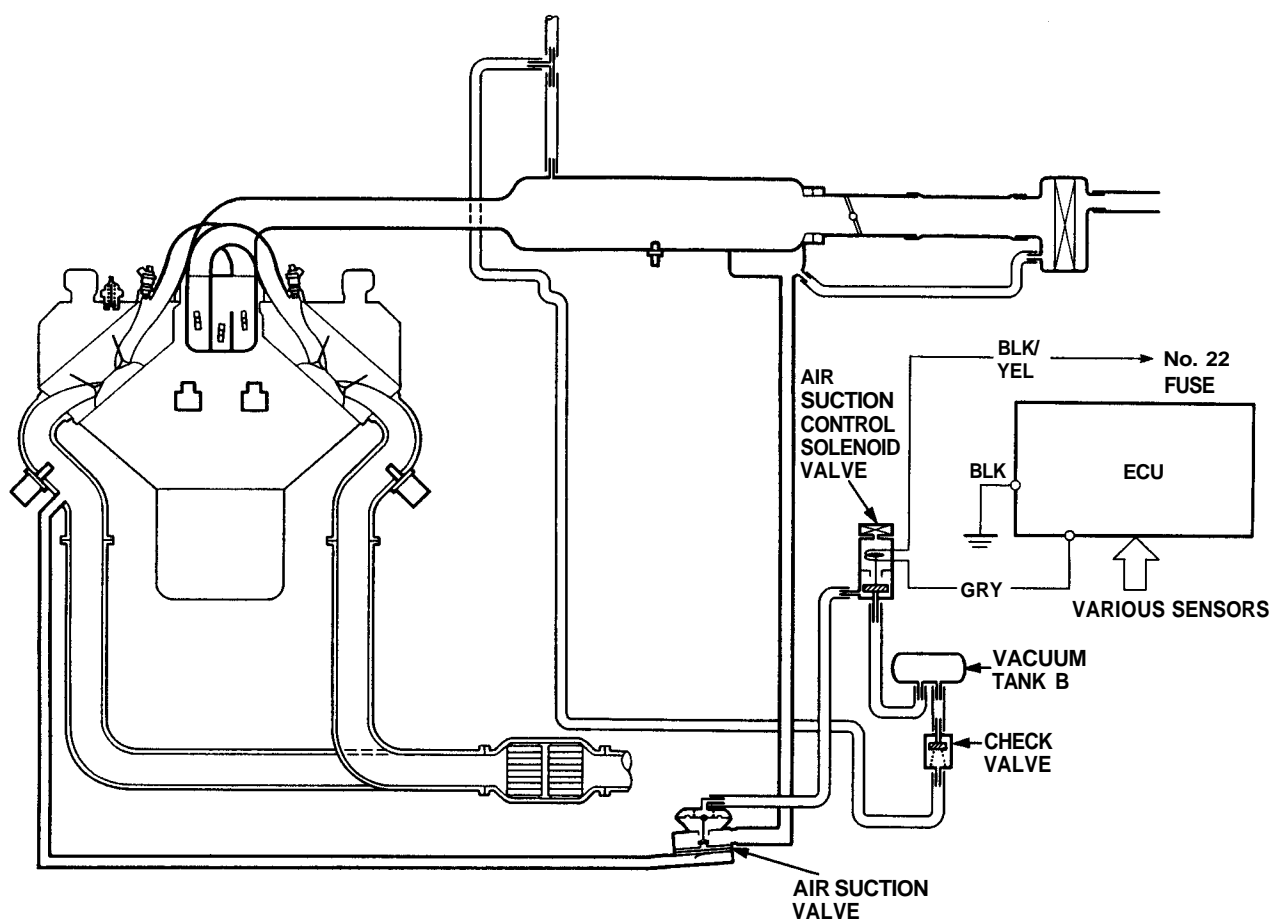 BLK/
YEL
No. 22
FUSE
AIR
SUCTION
CONTROL
SOLENOID
VALVE
BLK
ECU
GRY
VARIOUS SENSORS
VACUUM
TANK B
CHECK
VALVE
AIR SUCTION
VALVE